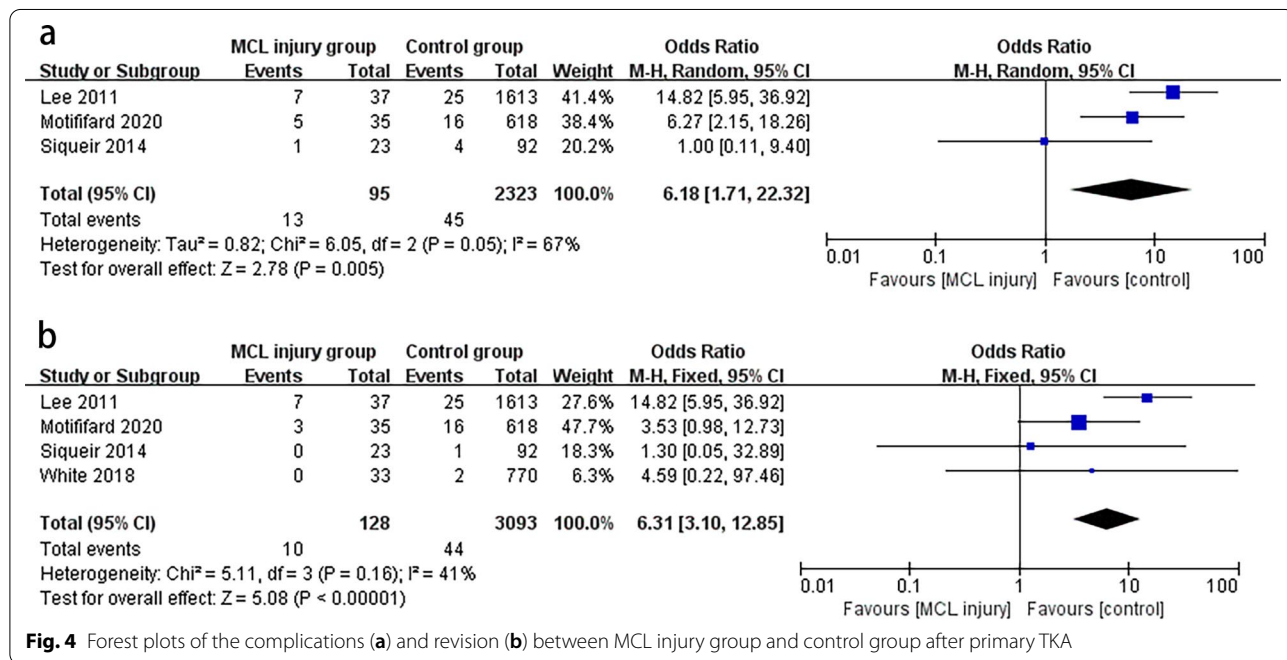 a
MCL injury group Control group Odds Ratio Odds Ratio
Study or Subgroup Events Total Events Total Weight M-H, Random, 95% CI M-H, Random, 95% CI
Lee 2011 7 37 25 1613 41.4% 14.82 [5.95, 36.92]
Motififard 2020 5 35 16 618 38.4% 6.27 [2.15, 18.26]
Siqueir 2014 1 23 4 92 20.2% 1.00 [0.11, 9.40]
Total (95% CI) 95 2323 100.0% 6.18 [1.71, 22.32]
Total events 13 45
Heterogeneity: Tau² = 0.82; Chi² = 6.05, df = 2 (P = 0.05); I² = 67%
Test for overall effect: Z = 2.78 (P = 0.005)
0.01 0.1 1 10 100
Favours [MCL injury] Favours [control]
b
MCL injury group Control group Odds Ratio Odds Ratio
Study or Subgroup Events Total Events Total Weight M-H, Fixed, 95% CI M-H, Fixed, 95% CI
Lee 2011 7 37 25 1613 27.6% 14.82 [5.95, 36.92]
Motififard 2020 3 35 16 618 47.7% 3.53 [0.98, 12.73]
Siqueir 2014 0 23 1 92 18.3% 1.30 [0.05, 32.89]
White 2018 0 33 2 770 6.3% 4.59 [0.22, 97.46]
Total (95% CI) 128 3093 100.0% 6.31 [3.10, 12.85]
Total events 10 44
Heterogeneity: Chi² = 5.11, df = 3 (P = 0.16); I² = 41%
Test for overall effect: Z = 5.08 (P < 0.00001)
0.01 0.1 1 10 100
Favours [MCL injury] Favours [control]
Fig. 4 Forest plots of the complications (a) and revision (b) between MCL injury group and control group after primary TKA